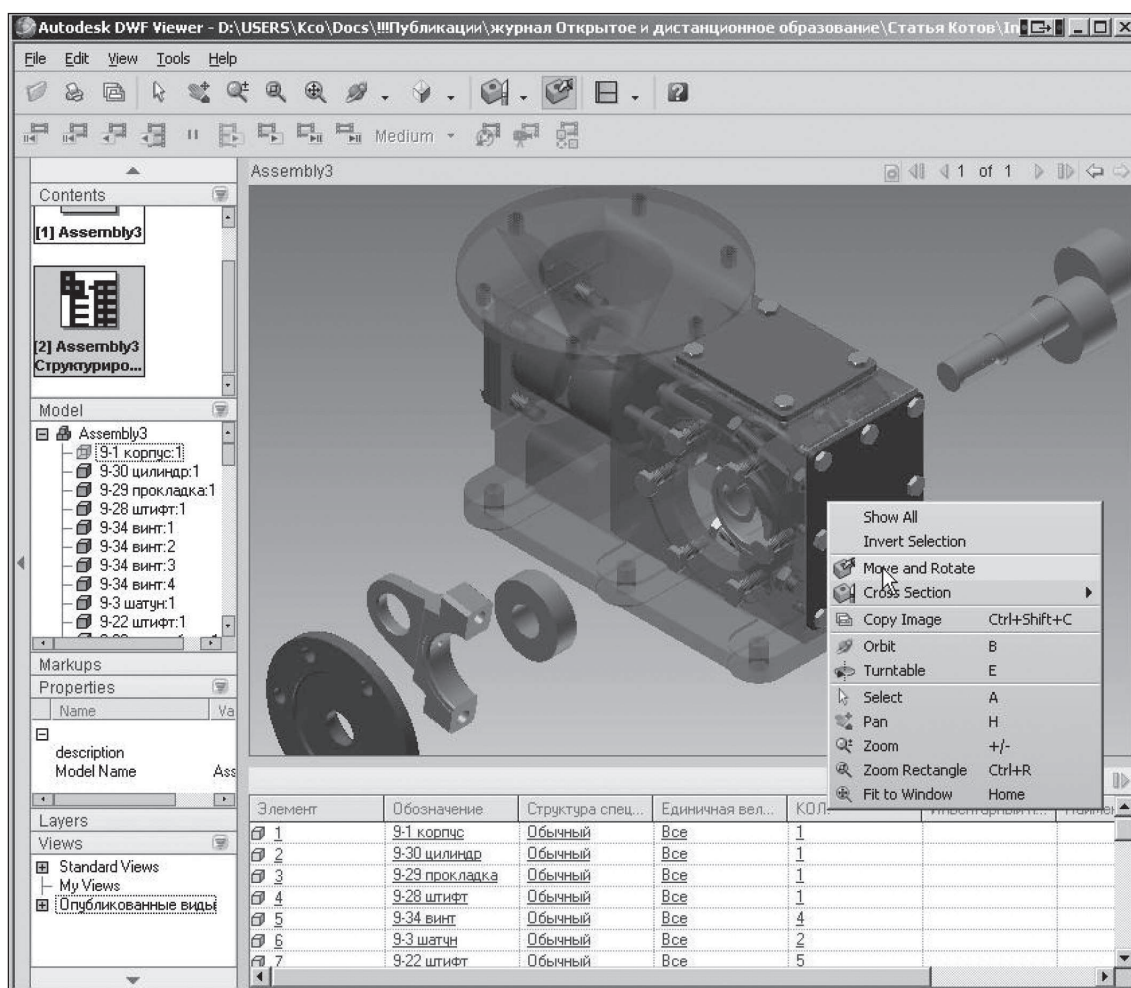 Autodesk DWF Viewer - D:\USERS\Kco\Docs\!!!Публикации\журнал Открытое и дистанционное образование\Статья Котов\In
File Edit View Tools Help
Medium
Assembly3
1 of 1
Contents
[1] Assembly3
[2] Assembly3
Структуриро...
Model
Assembly3
9-1 корпус:1
9-30 цилиндр:1
9-29 прокладка:1
9-28 штифт:1
9-34 винт:1
9-34 винт:2
9-34 винт:3
9-34 винт:4
9-3 шатун:1
9-22 штифт:1
Markups
Properties
Name Va
description
Model Name Ass
Layers
Views
Standard Views
My Views
Опубликованные виды
Show All
Invert Selection
Move and Rotate
Cross Section
Copy Image Ctrl+Shift+C
Orbit B
Turntable E
Select A
Pan H
Zoom +/-
Zoom Rectangle Ctrl+R
Fit to Window Home
Элемент Обозначение Структура спец... Единичная вел... КОЛ.
1 9-1 корпус Обычный Все 1
2 9-30 цилиндр Обычный Все 1
3 9-29 прокладка Обычный Все 1
4 9-28 штифт Обычный Все 1
5 9-34 винт Обычный Все 4
6 9-3 шатун Обычный Все 2
7 9-22 штифт Обычный Все 5